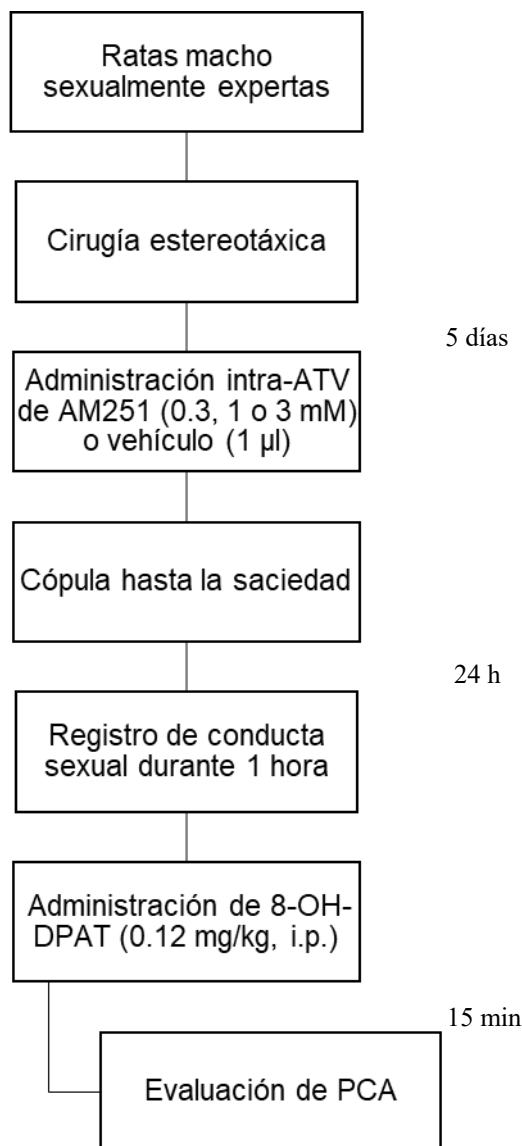 Ratas macho
sexualmente expertas
Cirugía estereotáxica
5 días
Administración intra-ATV
de AM251 (0.3, 1 o 3 mM)
o vehículo (1 µl)
Cópula hasta la saciedad
24 h
Registro de conducta
sexual durante 1 hora
Administración de 8-OH-
DPAT (0.12 mg/kg, i.p.)
15 min
Evaluación de PCA